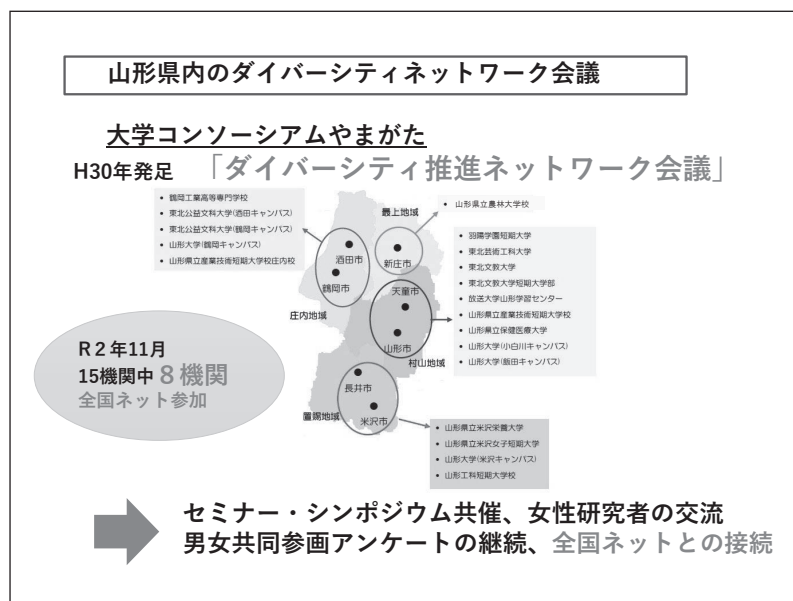 山形県内のダイバーシティネットワーク会議
大学コンソーシアムやまがた
H30年発足 「ダイバーシティ推進ネットワーク会議」
• 鶴岡工業高等専門学校
• 東北公益文科大学(酒田キャンパス)
• 東北公益文科大学(鶴岡キャンパス)
• 山形大学(鶴岡キャンパス)
• 山形県立産業技術短期大学校庄内校
最上地域
• 山形県立農林大学校
酒田市
新庄市
鶴岡市
天童市
庄内地域
山形市
村山地域
• 羽陽学園短期大学
• 東北芸術工科大学
• 東北文教大学
• 東北文教大学短期大学部
• 放送大学山形学習センター
• 山形県立産業技術短期大学校
• 山形県立保健医療大学
• 山形大学(小白川キャンパス)
• 山形大学(飯田キャンパス)
R2年11月
15機関中 8機関
全国ネット参加
長井市
置賜地域
米沢市
• 山形県立米沢栄養大学
• 山形県立米沢女子短期大学
• 山形大学(米沢キャンパス)
• 山形工科短期大学校
セミナー・シンポジウム共催、女性研究者の交流
男女共同参画アンケートの継続、全国ネットとの接続